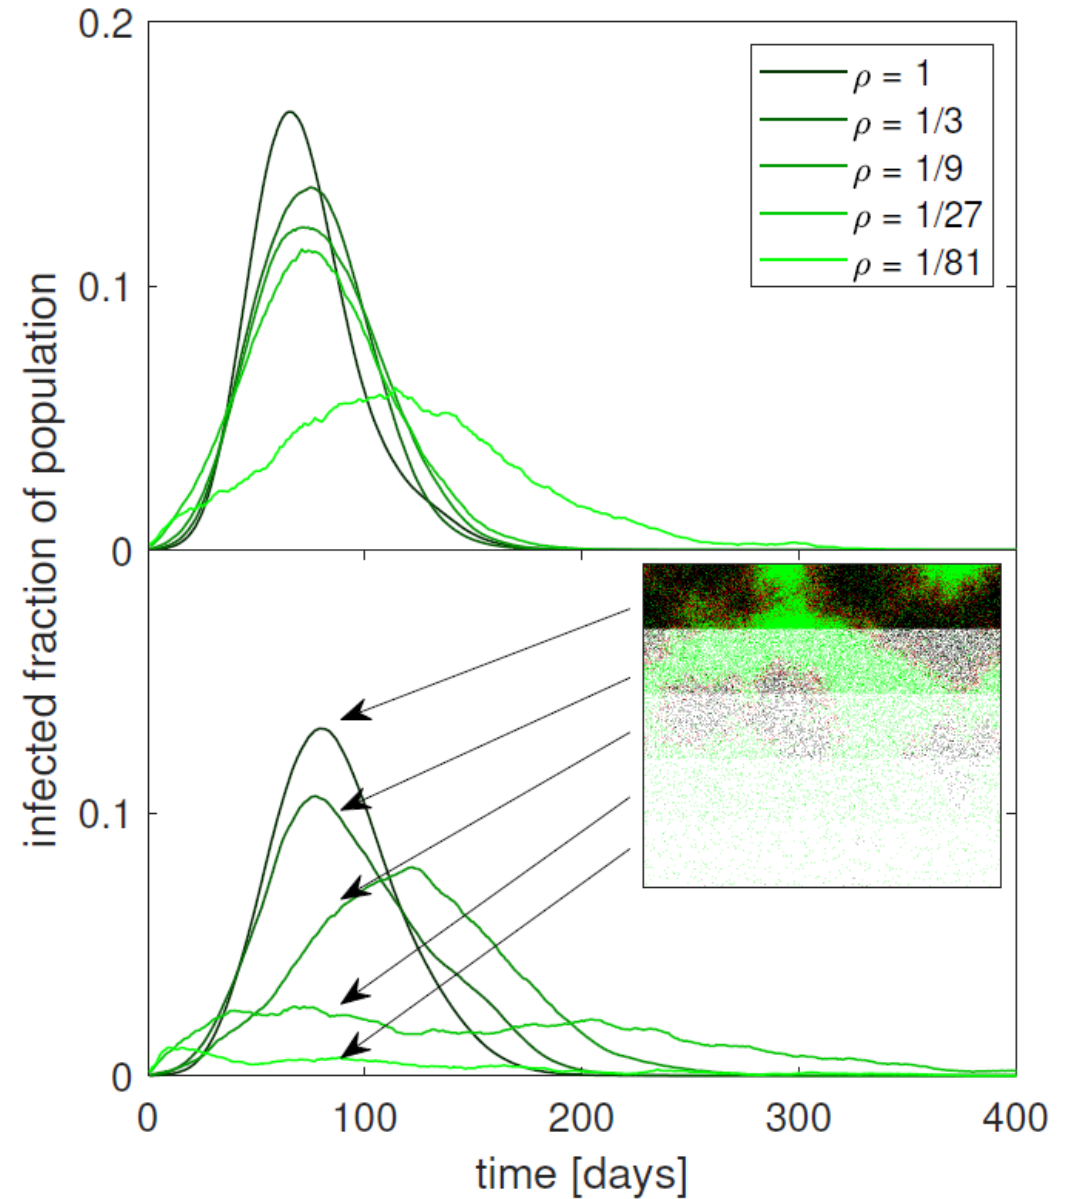 0.2
ρ = 1
ρ = 1/3
ρ = 1/9
ρ = 1/27
ρ = 1/81
0.1
0
0.1
0
infected fraction of population
0 100 200 300 400
time [days]